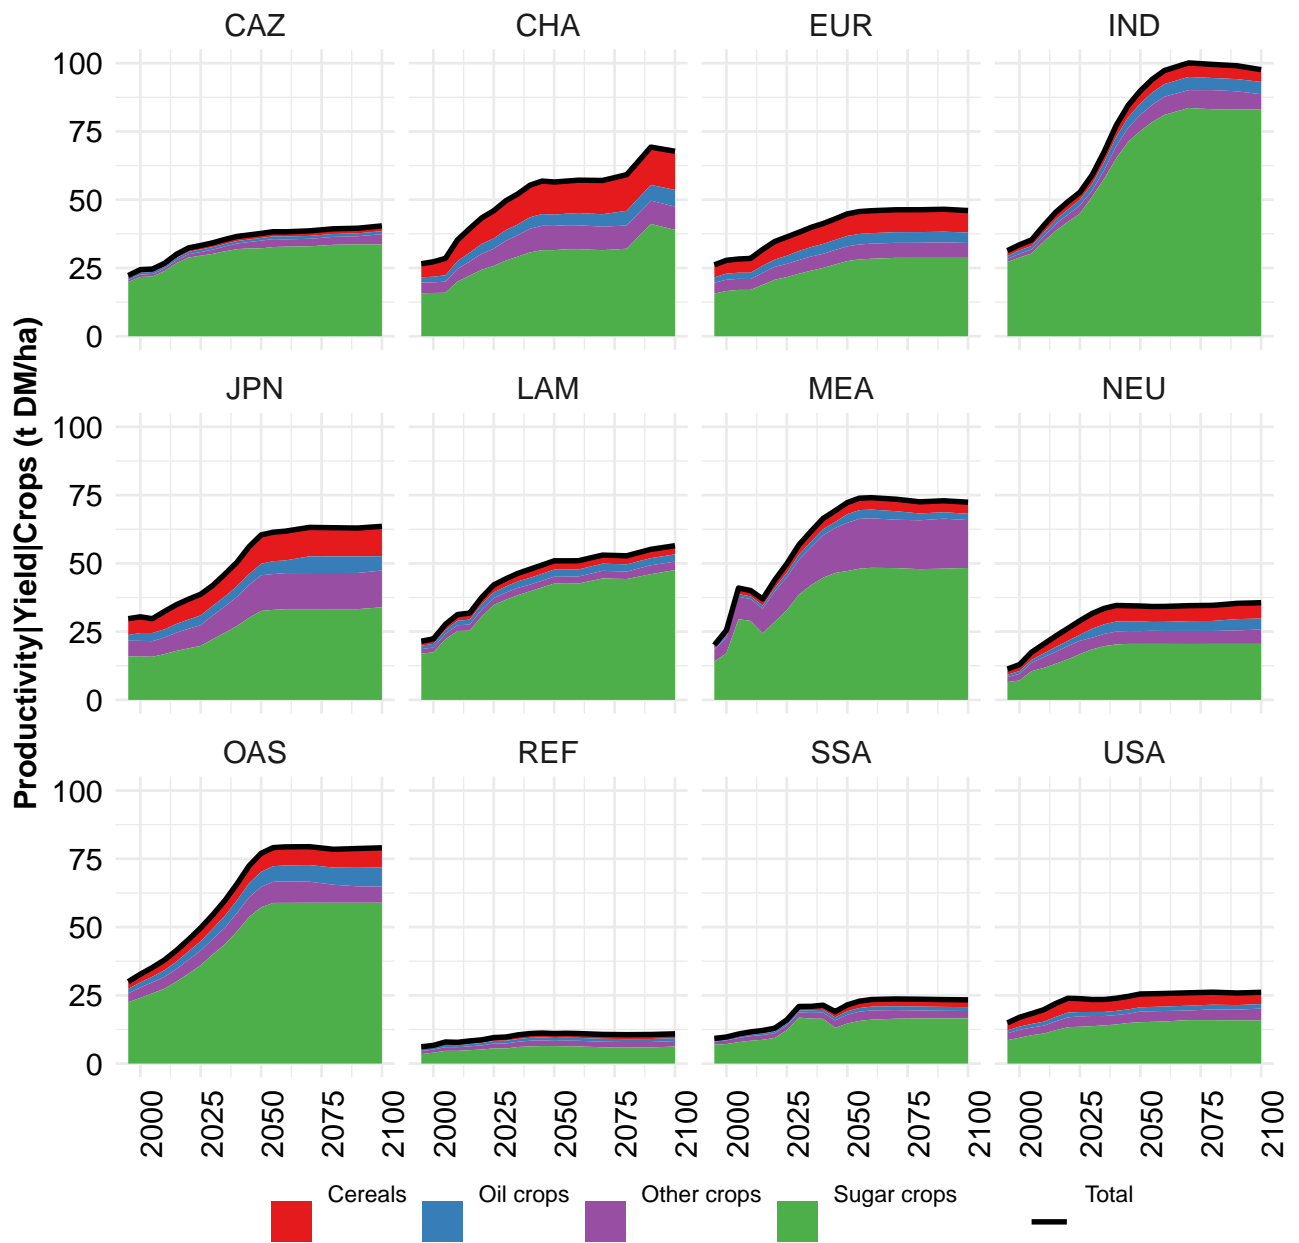 CAZ CHA EUR IND
100
75
50
25
0
JPN LAM MEA NEU
100
75
50
25
0
OAS REF SSA USA
100
75
50
25
0
Productivity|Yield|Crops (t DM/ha)
2000 2025 2050 2075 2100 2000 2025 2050 2075 2100 2000 2025 2050 2075 2100 2000 2025 2050 2075 2100
Cereals Oil crops Other crops Sugar crops Total